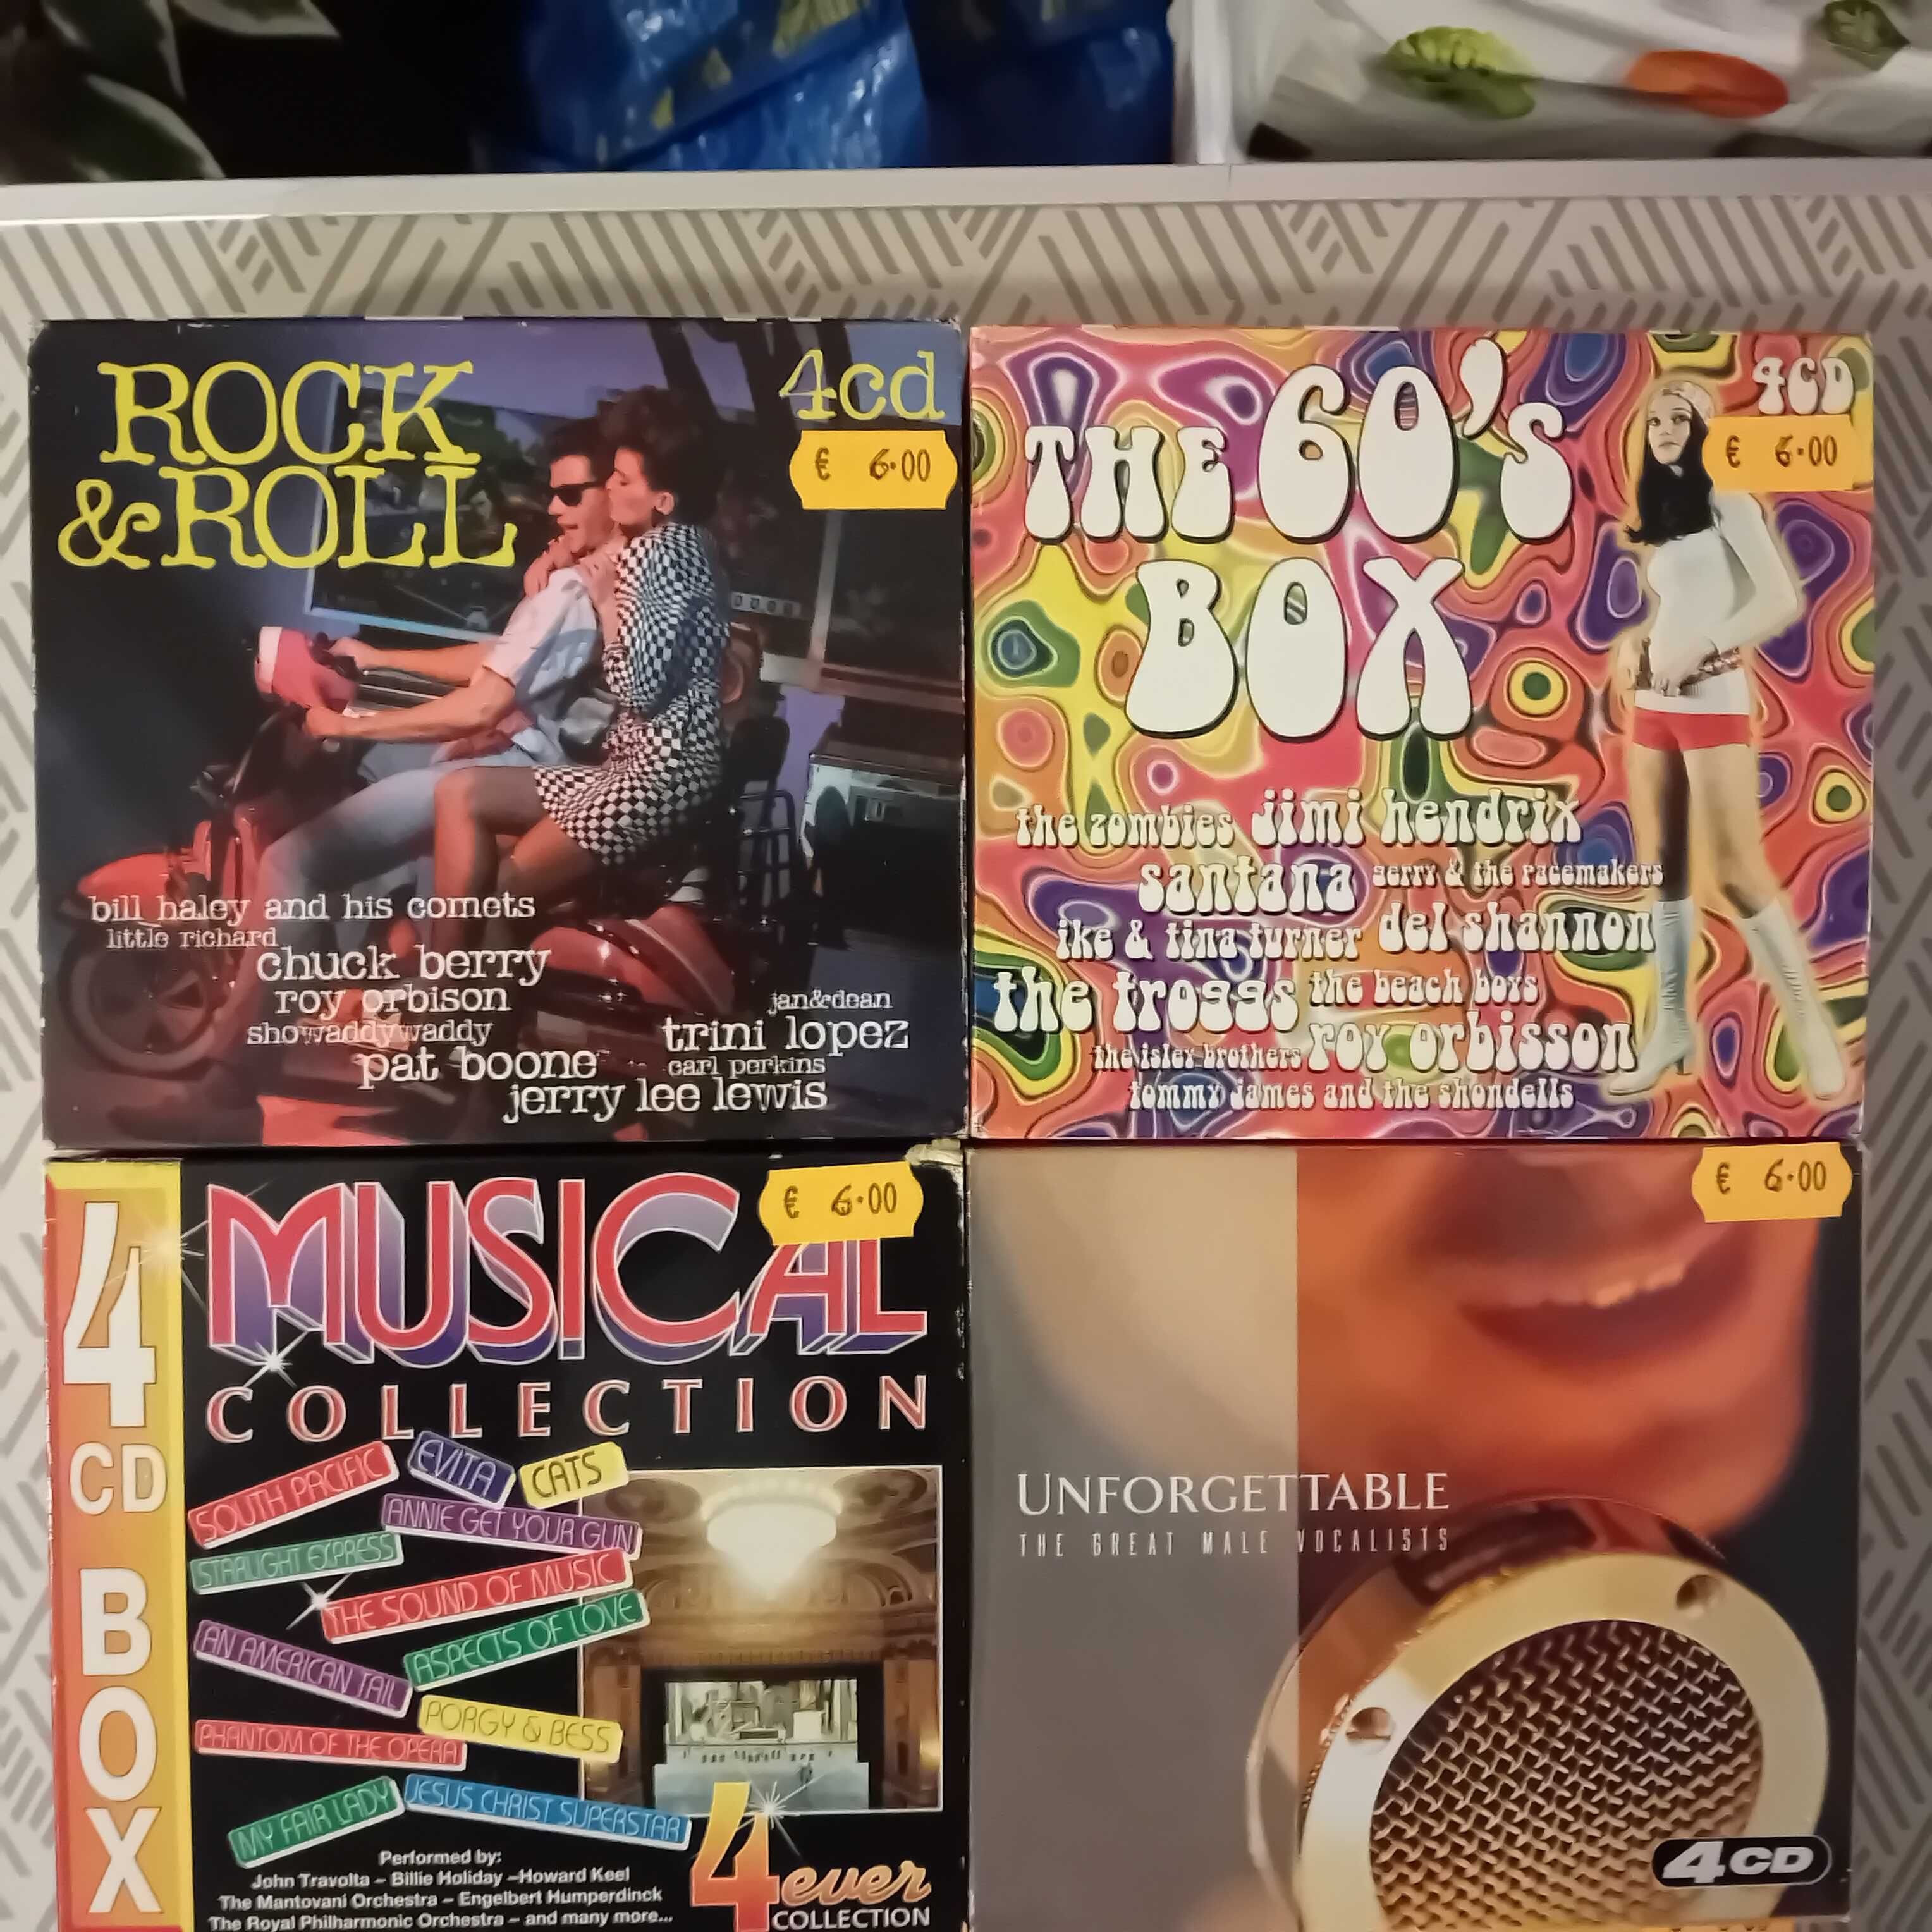 ROCK
&ROLL
4cd
€ 6.00
bill haley and his comets
little richard
chuck berry
roy orbison
showaddywaddy
pat boone
jan&dean
trini lopez
carl perkins
jerry lee lewis
THE 60's
BOX
4CD
€ 6.00
the zombies jimi hendrix
santana gerry & the pacemakers
ike & tina turner del shannon
the troggs the beach boys
the isley brothers roy orbisson
tommy james and the shondells
4
CD
BOX
MUSICAL
COLLECTION
€ 6.00
SOUTH PACIFIC
EVITA
CATS
ANNIE GET YOUR GUN
STARLIGHT EXPRESS
THE SOUND OF MUSIC
AN AMERICAN TAIL
ASPECTS OF LOVE
PORGY & BESS
PHANTOM OF THE OPERA
MY FAIR LADY
JESUS CHRIST SUPERSTAR
Performed by:
John Travolta – Billie Holiday –Howard Keel
The Mantovani Orchestra – Engelbert Humperdinck
The Royal Philharmonic Orchestra – and many more...
4ever
COLLECTION
€ 6.00
UNFORGETTABLE
THE GREAT MALE VOCALISTS
4CD